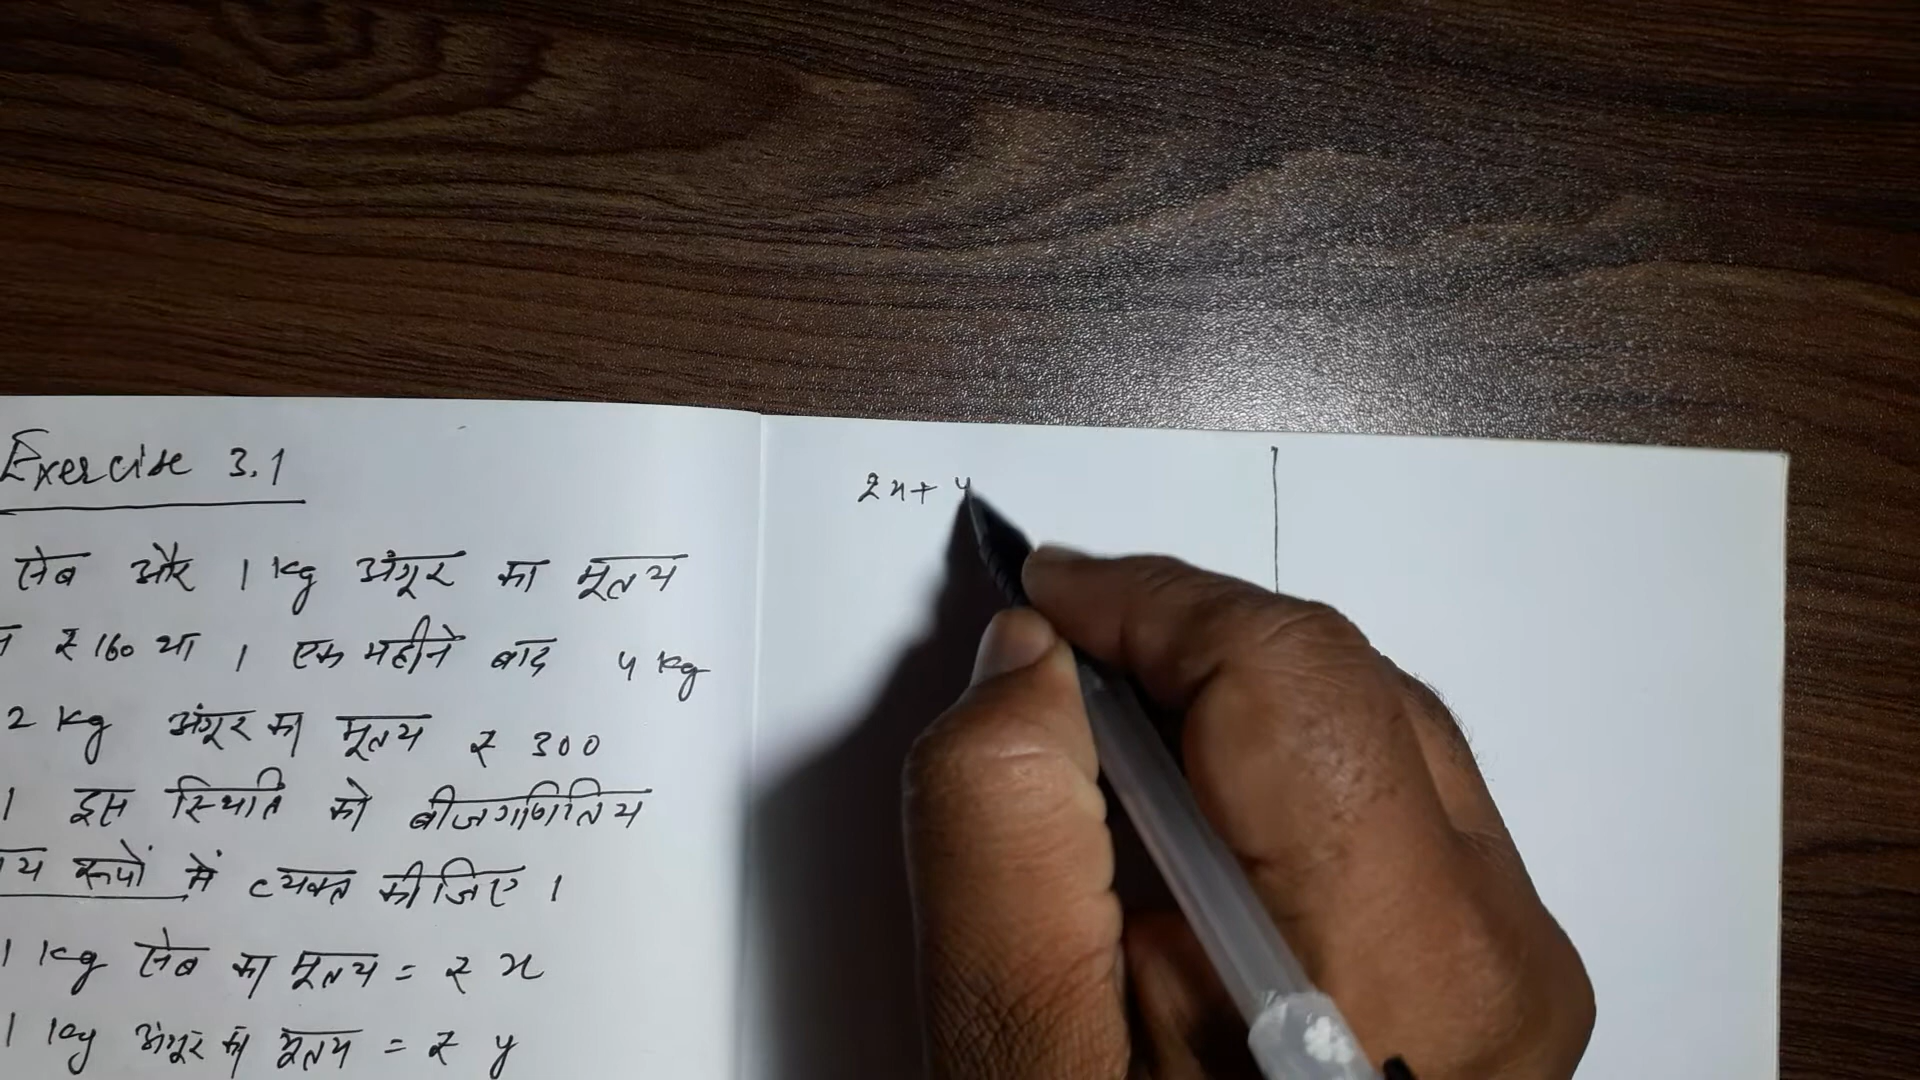 Exercise 3.1
सेब और 1 kg अंगूर का मूल्य
₹ 160 था । एक महीने बाद 4 kg
2 kg अंगूर का मूल्य ₹ 300
। इस स्थिति को बीजगणितिय
रूपों में व्यक्त कीजिए ।
1 kg सेब का मूल्य = ₹ x
1 kg अंगूर का मूल्य = ₹ y
2x + y